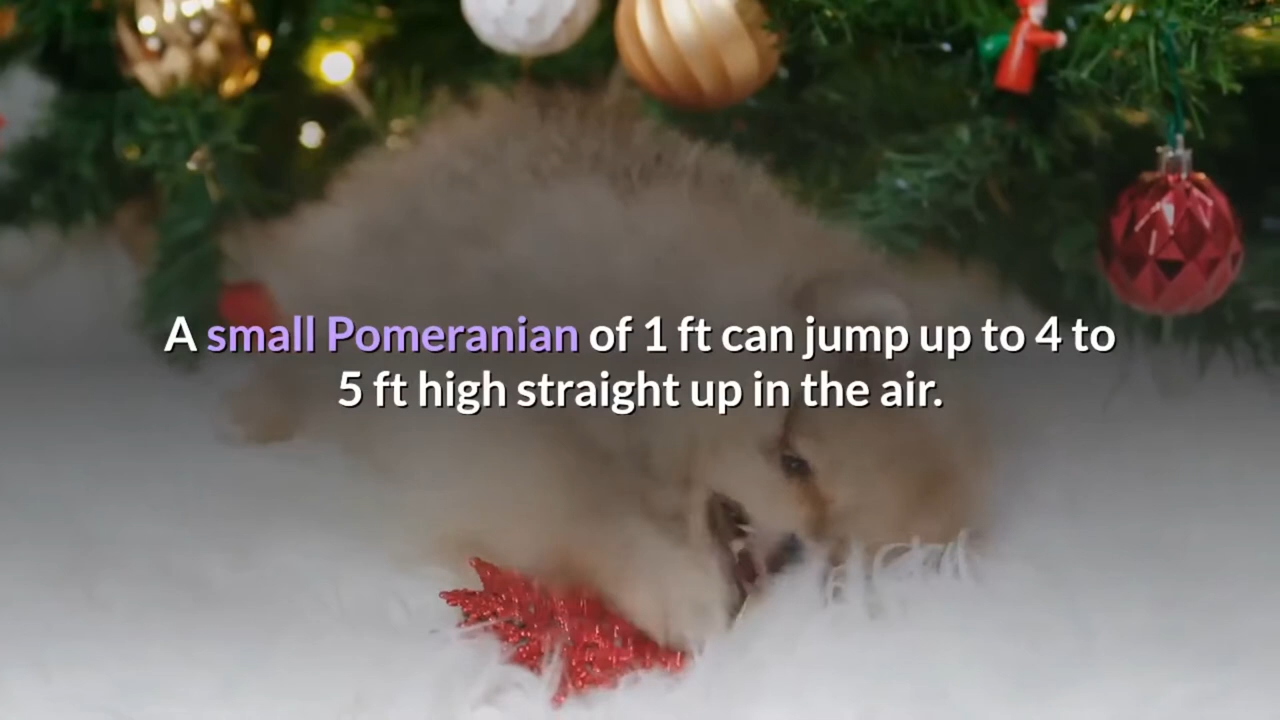 A small Pomeranian of 1 ft can jump up to 4 to
5 ft high straight up in the air.